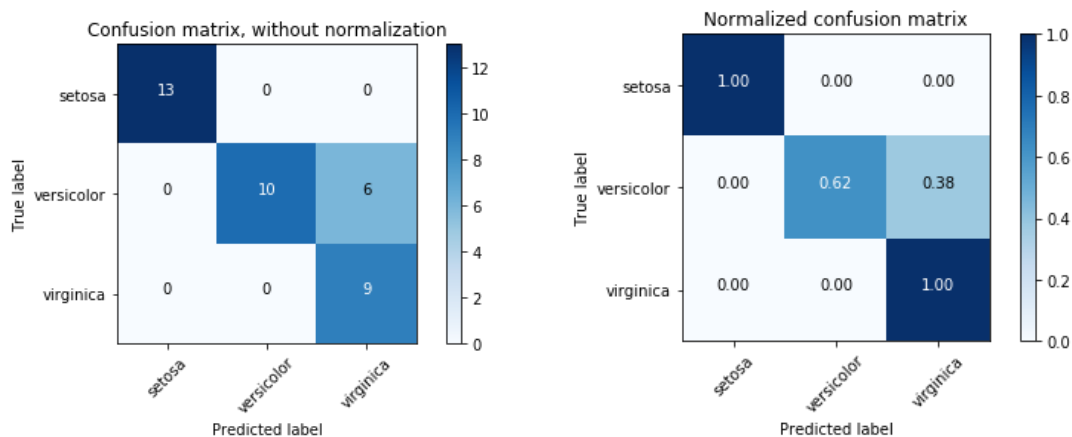 Confusion matrix, without normalization
True label
setosa
versicolor
virginica
13 0 0
0 10 6
0 0 9
12
10
8
6
4
2
0
setosa versicolor virginica
Predicted label
Normalized confusion matrix
True label
setosa
versicolor
virginica
1.00 0.00 0.00
0.00 0.62 0.38
0.00 0.00 1.00
1.0
0.8
0.6
0.4
0.2
0.0
setosa versicolor virginica
Predicted label